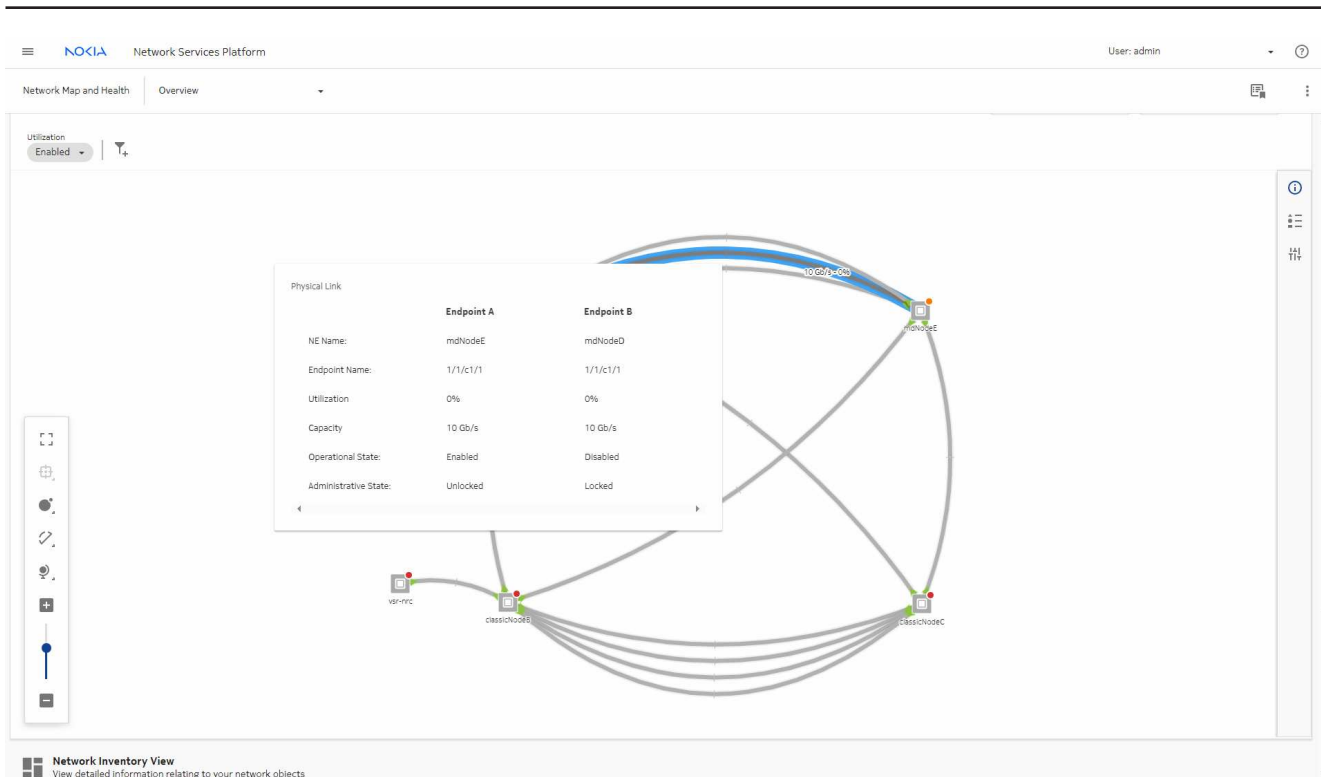 NOKIA Network Services Platform User: admin
Network Map and Health Overview
Utilization
Enabled
10 Gb/s - 0%
mdNodeE
Physical Link
Endpoint A Endpoint B
NE Name: mdNodeE mdNodeD
Endpoint Name: 1/1/c1/1 1/1/c1/1
Utilization 0% 0%
Capacity 10 Gb/s 10 Gb/s
Operational State: Enabled Disabled
Administrative State: Unlocked Locked
vsr-nrc
classicNodeB
classicNodeC
Network Inventory View
View detailed information relating to your network objects